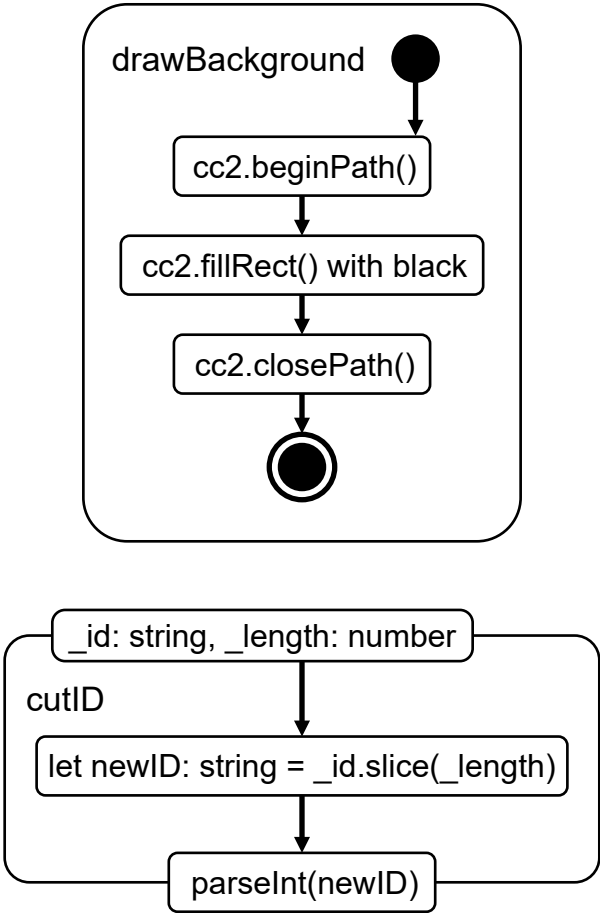 drawBackground
cc2.beginPath()
cc2.fillRect() with black
cc2.closePath()
_id: string, _length: number
cutID
let newID: string = _id.slice(_length)
parseInt(newID)